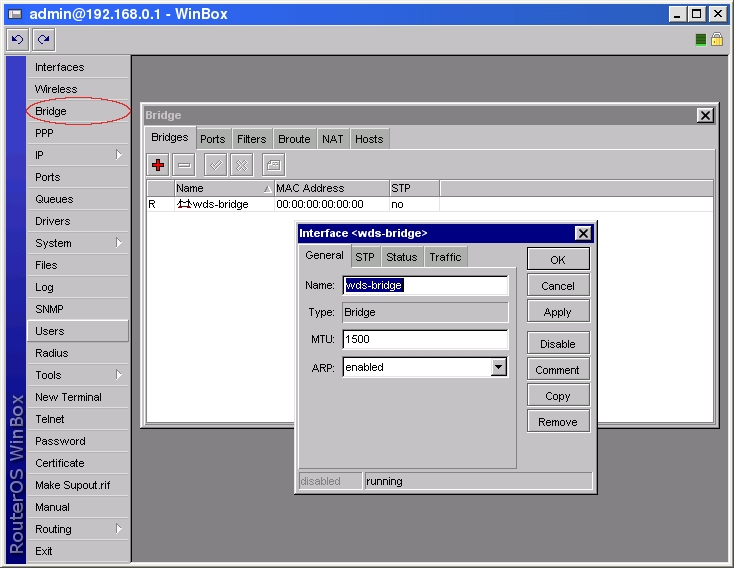 admin@192.168.0.1 - WinBox
Interfaces
Wireless
Bridge
PPP
IP
Ports
Queues
Drivers
System
Files
Log
SNMP
Users
Radius
Tools
New Terminal
Telnet
Password
Certificate
Make Supout.rif
Manual
Routing
Exit
RouterOS WinBox
Bridge
Bridges Ports Filters Broute NAT Hosts
Name MAC Address STP
R wds-bridge 00:00:00:00:00:00 no
Interface <wds-bridge>
General STP Status Traffic
Name: wds-bridge
Type: Bridge
MTU: 1500
ARP: enabled
OK
Cancel
Apply
Disable
Comment
Copy
Remove
disabled running